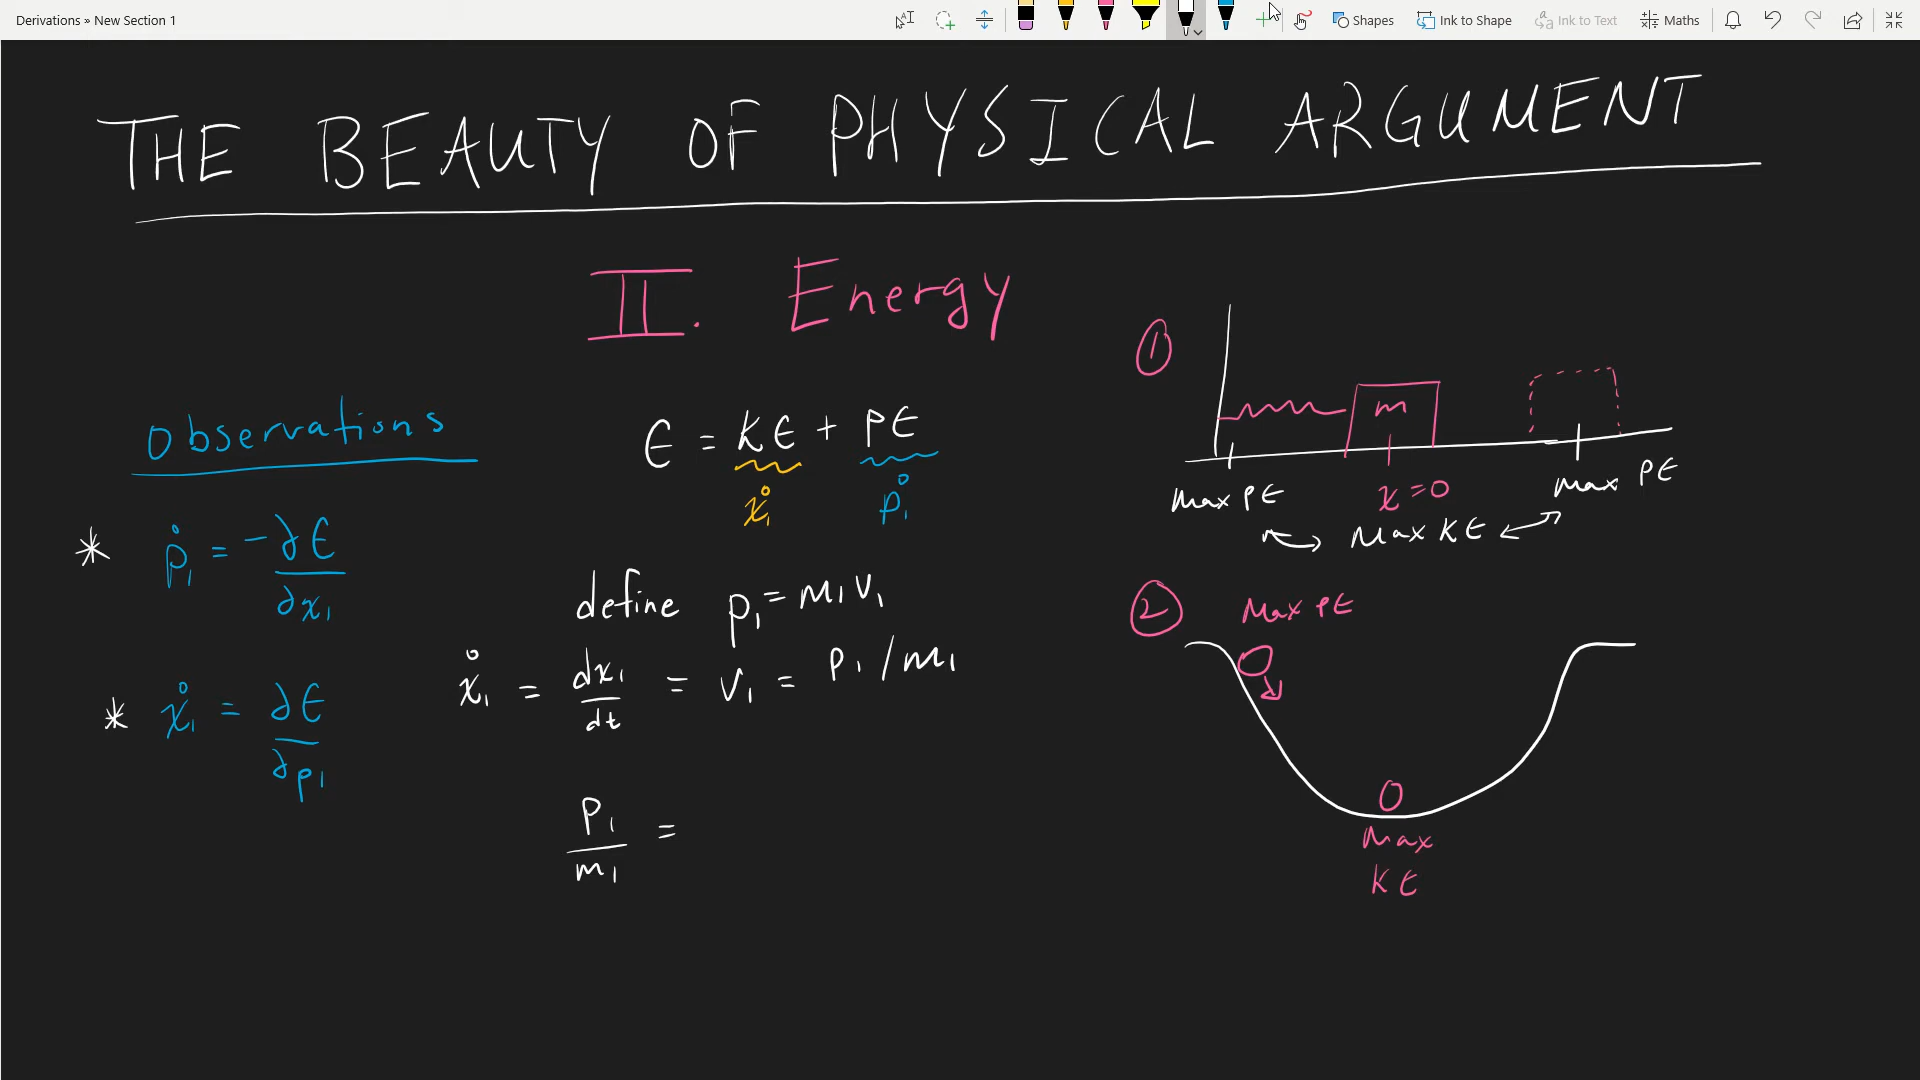 Derivations » New Section 1
Shapes
Ink to Shape
Ink to Text
Maths
THE BEAUTY OF PHYSICAL ARGUMENT
II. Energy
Observations
* ṗ₁ = -∂E/∂x₁
* ẋ₁ = ∂E/∂p₁
E = KE + PE
ẋ₁ ṗ₁
define p₁ = m₁v₁
ẋ₁ = dx₁/dt = v₁ = p₁/m₁
p₁/m₁ =
①
m
max PE
x = 0
max PE
Max KE
②
Max PE
Max
KE